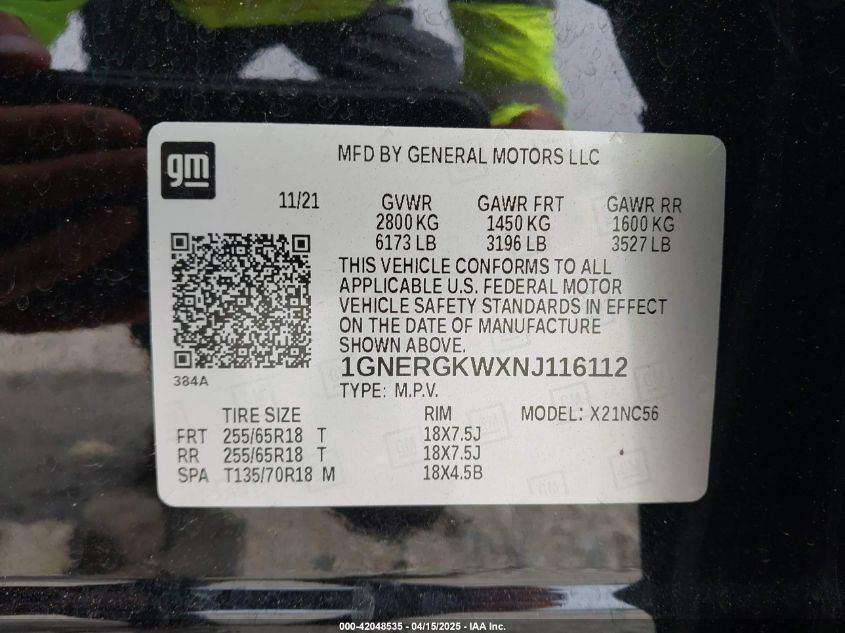 gm
MFD BY GENERAL MOTORS LLC
11/21 GVWR GAWR FRT GAWR RR
2800 KG 1450 KG 1600 KG
6173 LB 3196 LB 3527 LB
THIS VEHICLE CONFORMS TO ALL
APPLICABLE U.S. FEDERAL MOTOR
VEHICLE SAFETY STANDARDS IN EFFECT
ON THE DATE OF MANUFACTURE
SHOWN ABOVE.
1GNERGKWXNJ116112
384A
TYPE: M.P.V.
TIRE SIZE RIM MODEL: X21NC56
FRT 255/65R18 T 18X7.5J
RR 255/65R18 T 18X7.5J
SPA T135/70R18 M 18X4.5B
000-42048535 - 04/15/2025 - IAA Inc.